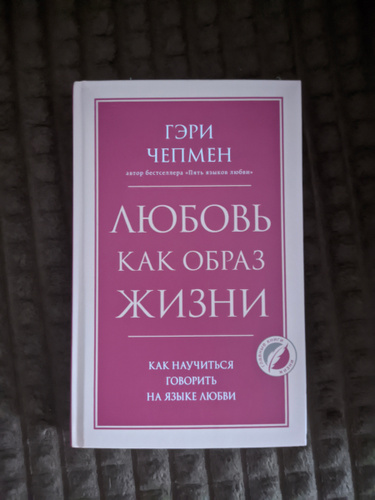 ГЭРИ
ЧЕПМЕН
автор бестселлера «Пять языков любви»
ЛЮБОВЬ
КАК ОБРАЗ
ЖИЗНИ
КАК НАУЧИТЬСЯ
ГОВОРИТЬ
НА ЯЗЫКЕ ЛЮБВИ